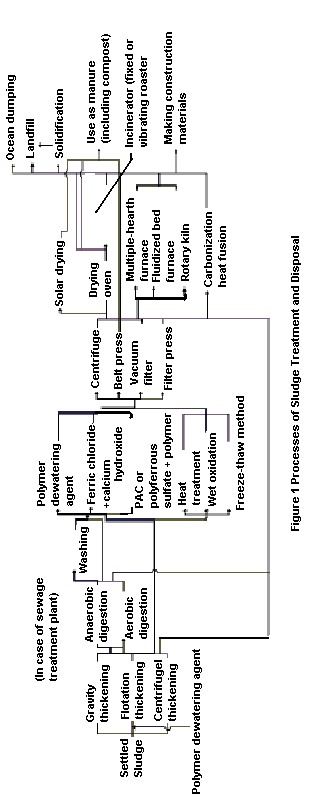 (In case of sewage
treatment plant)
Settled
Sludge
Polymer dewatering agent
Gravity
thickening
Flotation
thickening
Centrifugel
thickening
Anaerobic
digestion
Aerobic
digestion
Washing
Polymer
dewatering
agent
Ferric chloride
+calcium
hydroxide
PAC or
polyferrous
sulfate + polymer
Heat
treatment
Wet oxidation
Freeze-thaw method
Centrifuge
Belt press
Vacuum
filter
Filter press
Solar drying
Drying
oven
Multiple-hearth
furnace
Fluidized bed
furnace
Rotary kiln
Carbonization
heat fusion
Ocean dumping
Landfill
Solidification
Use as manure
(including compost)
Incinerator (fixed or
vibrating roaster
Making construction
materials
Figure 1 Processes of Sludge Treatment and Disposal